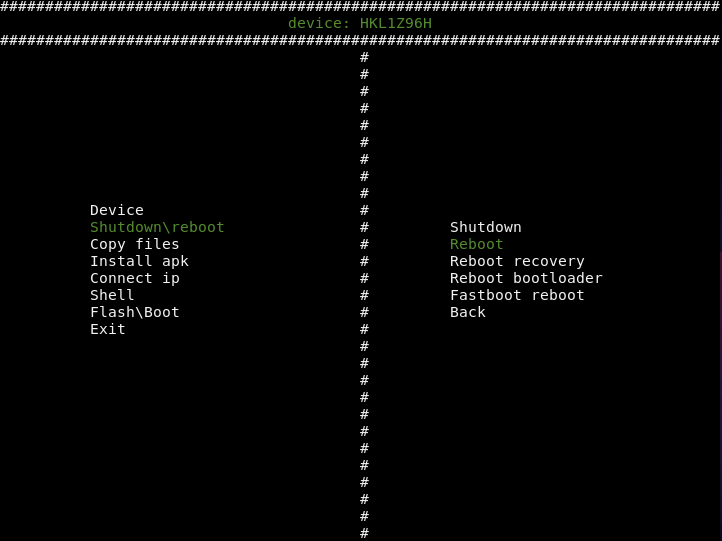 ################################################################################
device: HKL1Z96H
################################################################################
#
#
#
#
#
#
#
#
#
Device #
Shutdown\reboot # Shutdown
Copy files # Reboot
Install apk # Reboot recovery
Connect ip # Reboot bootloader
Shell # Fastboot reboot
Flash\Boot # Back
Exit #
#
#
#
#
#
#
#
#
#
#
#
#